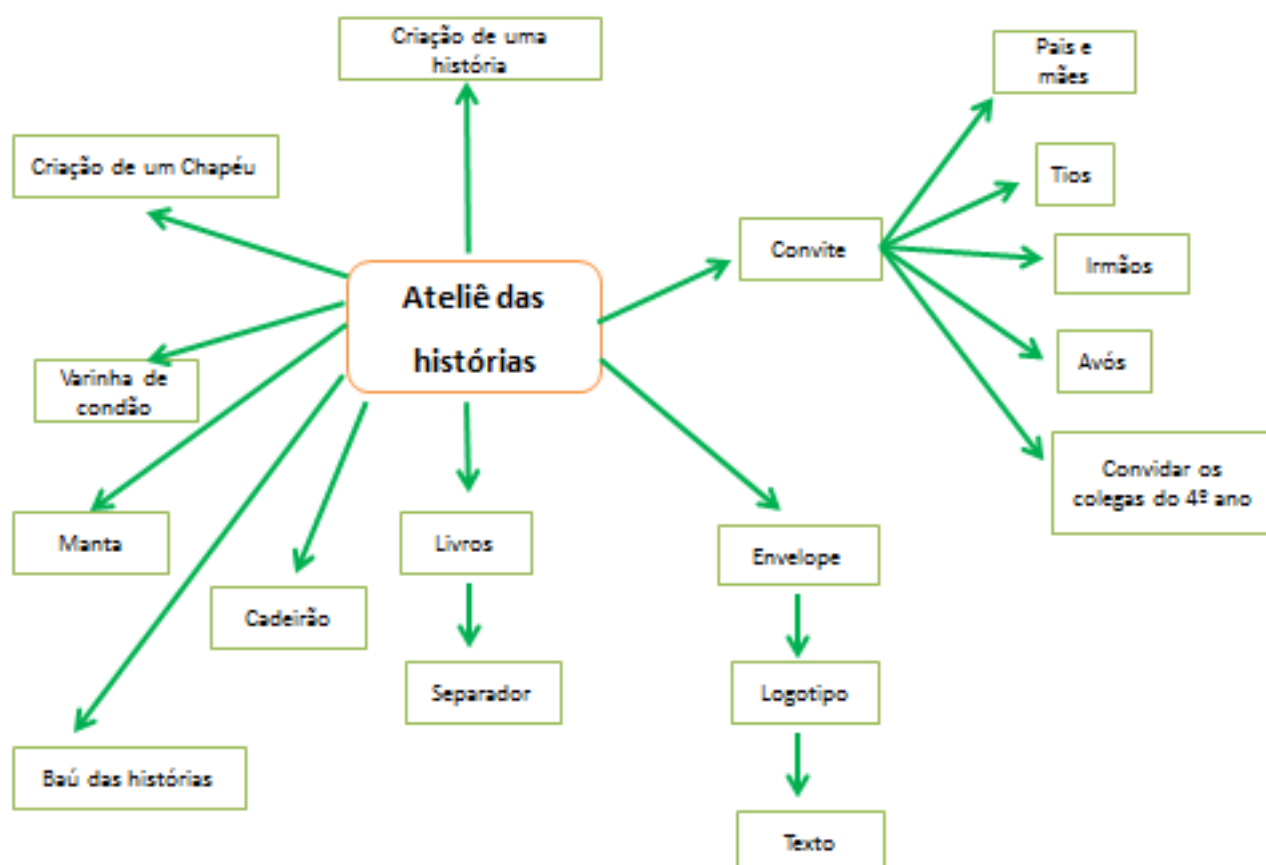 Criação de uma
história
Pais e
mães
Criação de um Chapéu
Tios
Convite
Irmãos
Ateliê das
histórias
Avós
Varinha de
condão
Convidar os
colegas do 4º ano
Manta
Livros
Envelope
Cadeirão
Separador
Logotipo
Baú das histórias
Texto